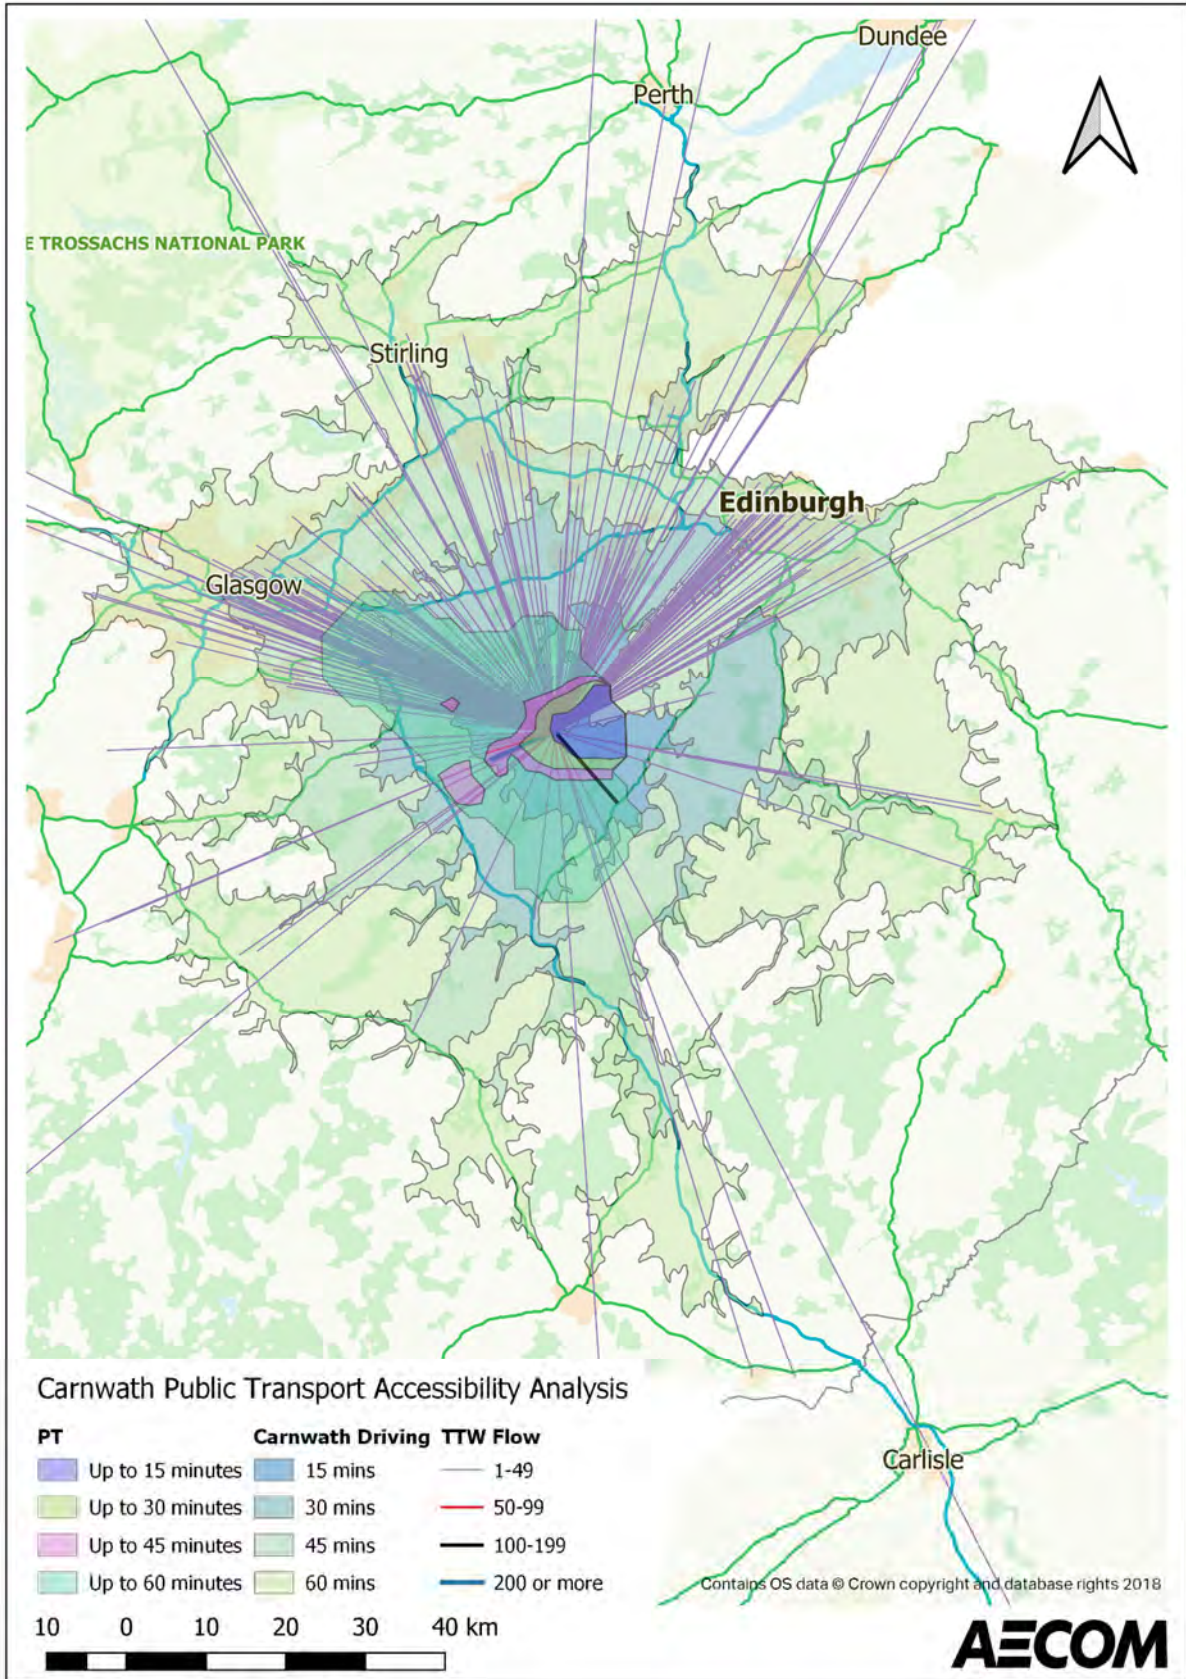 Dundee
Perth
E TROSSACHS NATIONAL PARK
Stirling
Edinburgh
Glasgow
Carlisle
Carnwath Public Transport Accessibility Analysis
PT Carnwath Driving TTW Flow
Up to 15 minutes 15 mins 1-49
Up to 30 minutes 30 mins 50-99
Up to 45 minutes 45 mins 100-199
Up to 60 minutes 60 mins 200 or more
Contains OS data © Crown copyright and database rights 2018
10 0 10 20 30 40 km
AECOM